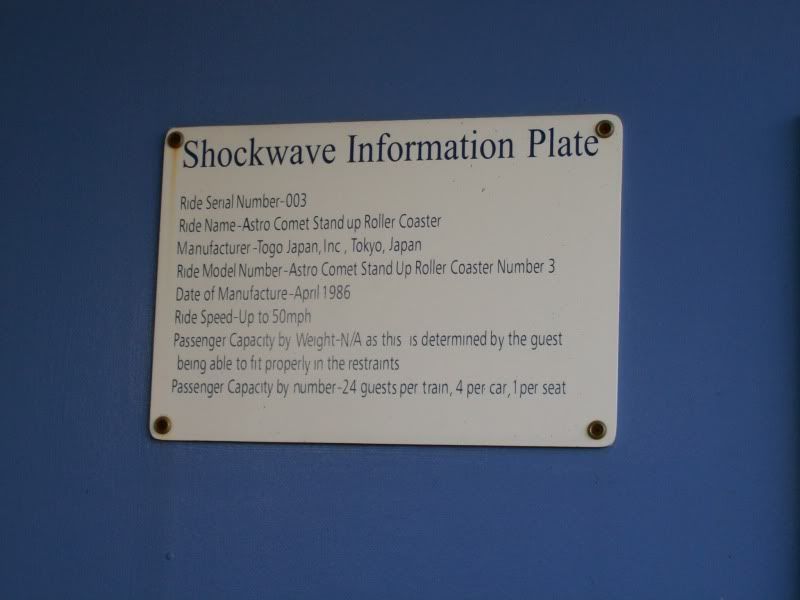 Shockwave Information Plate
Ride Serial Number-003
Ride Name-Astro Comet Stand up Roller Coaster
Manufacturer-Togo Japan, Inc, Tokyo, Japan
Ride Model Number-Astro Comet Stand Up Roller Coaster Number 3
Date of Manufacture-April 1986
Ride Speed-Up to 50mph
Passenger Capacity by Weight-N/A as this is determined by the guest
being able to fit properly in the restraints
Passenger Capacity by number-24 guests per train, 4 per car, 1 per seat